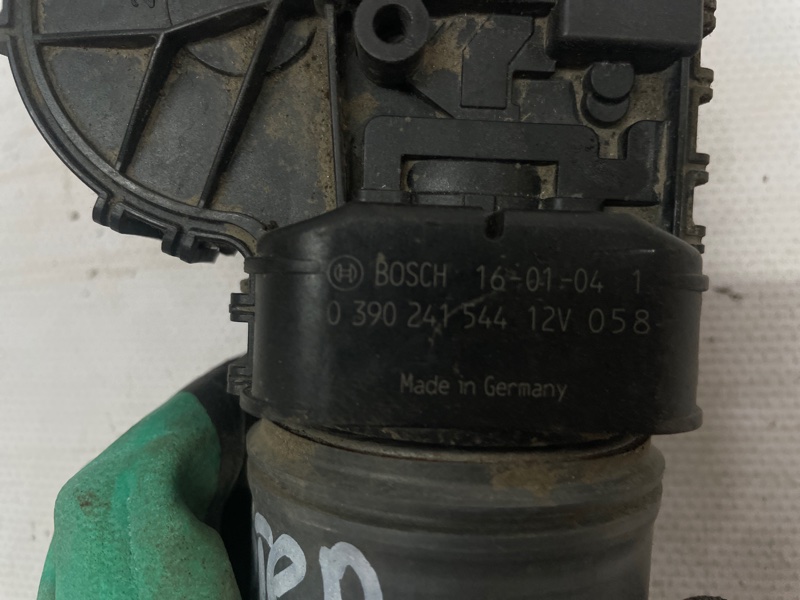 BOSCH 16-01-04 1
0 390 241 544 12V 058
Made in Germany